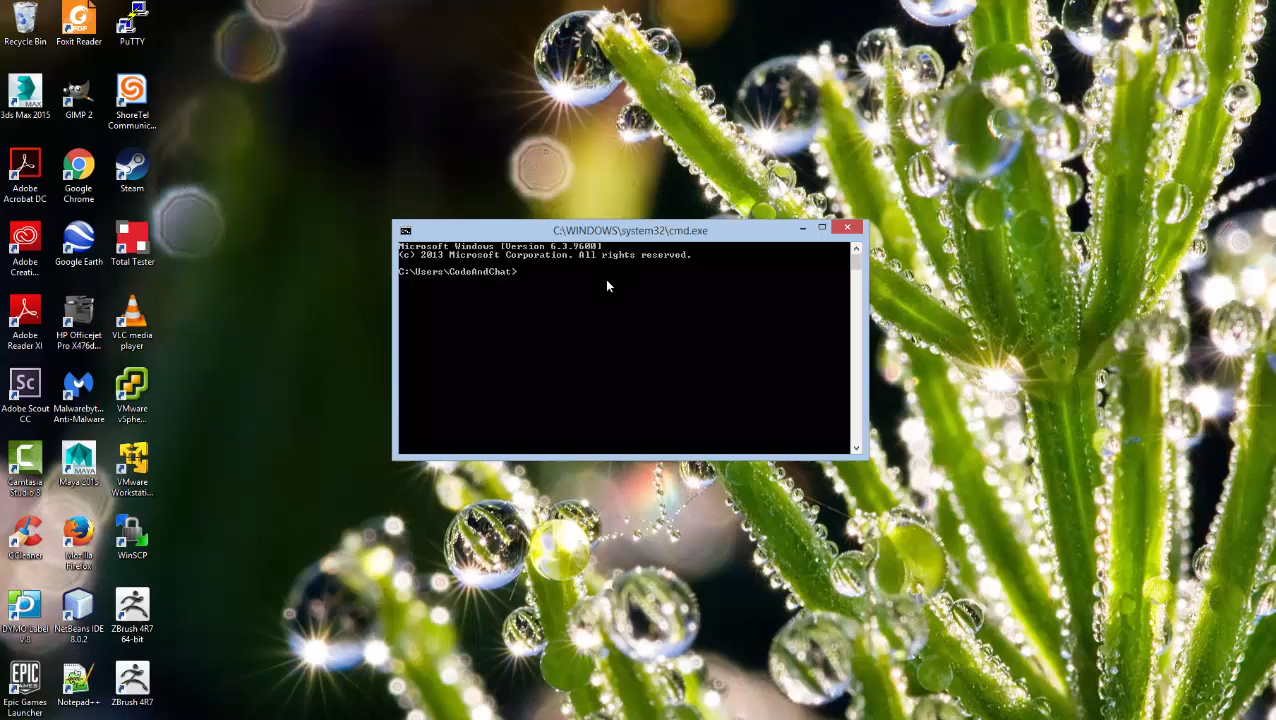 Recycle Bin
Foxit Reader
PuTTY
3ds Max 2015
GIMP 2
ShoreTel
Communic...
Adobe
Acrobat DC
Google
Chrome
Steam
Adobe
Creati...
Google Earth
Total Tester
Adobe
Reader XI
HP Officejet
Pro X476d...
VLC media
player
Adobe Scout
CC
Malwarebyt...
Anti-Malware
VMware
vSphe...
Camtasia
Studio 8
Maya 2015
VMware
Workstati...
CCleaner
Mozilla
Firefox
WinSCP
DYMO Label
v.8
NetBeans IDE
8.0.2
ZBrush 4R7
64-bit
Epic Games
Launcher
Notepad++
ZBrush 4R7
C:\WINDOWS\system32\cmd.exe
Microsoft Windows [Version 6.3.9600]
(c) 2013 Microsoft Corporation. All rights reserved.
C:\Users\CodeAndChat>